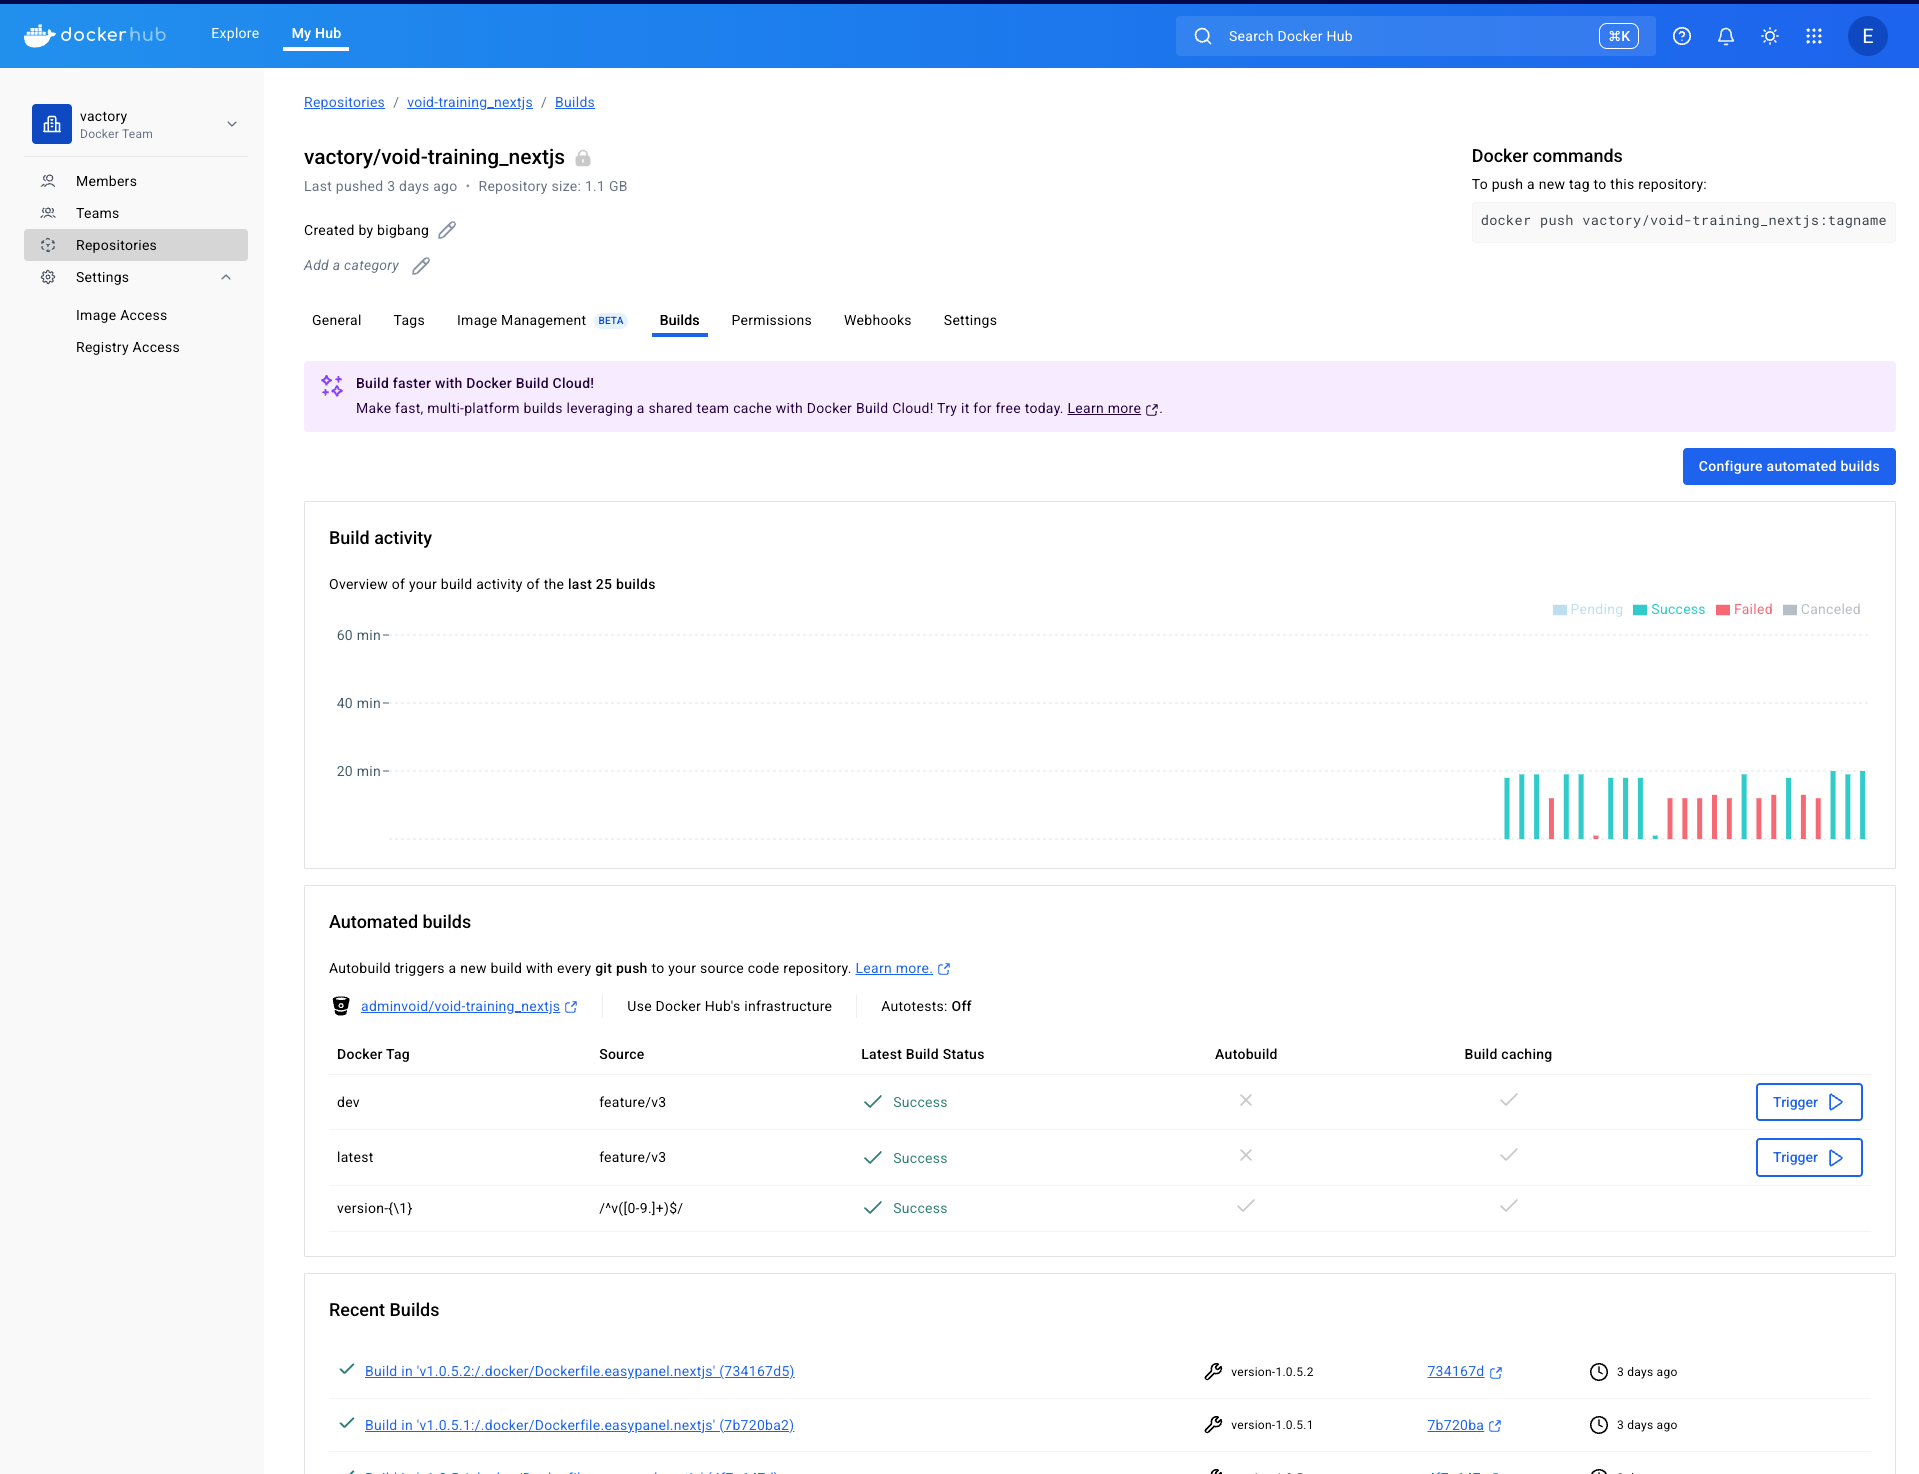 dockerhub
Explore
My Hub
Search Docker Hub
⌘K
E
vactory
Docker Team
Members
Teams
Repositories
Settings
Image Access
Registry Access
Repositories / void-training_nextjs / Builds
vactory/void-training_nextjs
Last pushed 3 days ago • Repository size: 1.1 GB
Created by bigbang
Add a category
Docker commands
To push a new tag to this repository:
docker push vactory/void-training_nextjs:tagname
General Tags Image Management BETA Builds Permissions Webhooks Settings
Build faster with Docker Build Cloud!
Make fast, multi-platform builds leveraging a shared team cache with Docker Build Cloud! Try it for free today. Learn more.
Configure automated builds
Build activity
Overview of your build activity of the last 25 builds
Pending Success Failed Canceled
60 min
40 min
20 min
Automated builds
Autobuild triggers a new build with every git push to your source code repository. Learn more.
adminvoid/void-training_nextjs Use Docker Hub's infrastructure Autotests: Off
Docker Tag Source Latest Build Status Autobuild Build caching
dev feature/v3 Success Trigger
latest feature/v3 Success Trigger
version-{\1} /^v([0-9.]+)$/ Success
Recent Builds
Build in 'v1.0.5.2:/.docker/Dockerfile.easypanel.nextjs' (734167d5) version-1.0.5.2 734167d 3 days ago
Build in 'v1.0.5.1:/.docker/Dockerfile.easypanel.nextjs' (7b720ba2) version-1.0.5.1 7b720ba 3 days ago